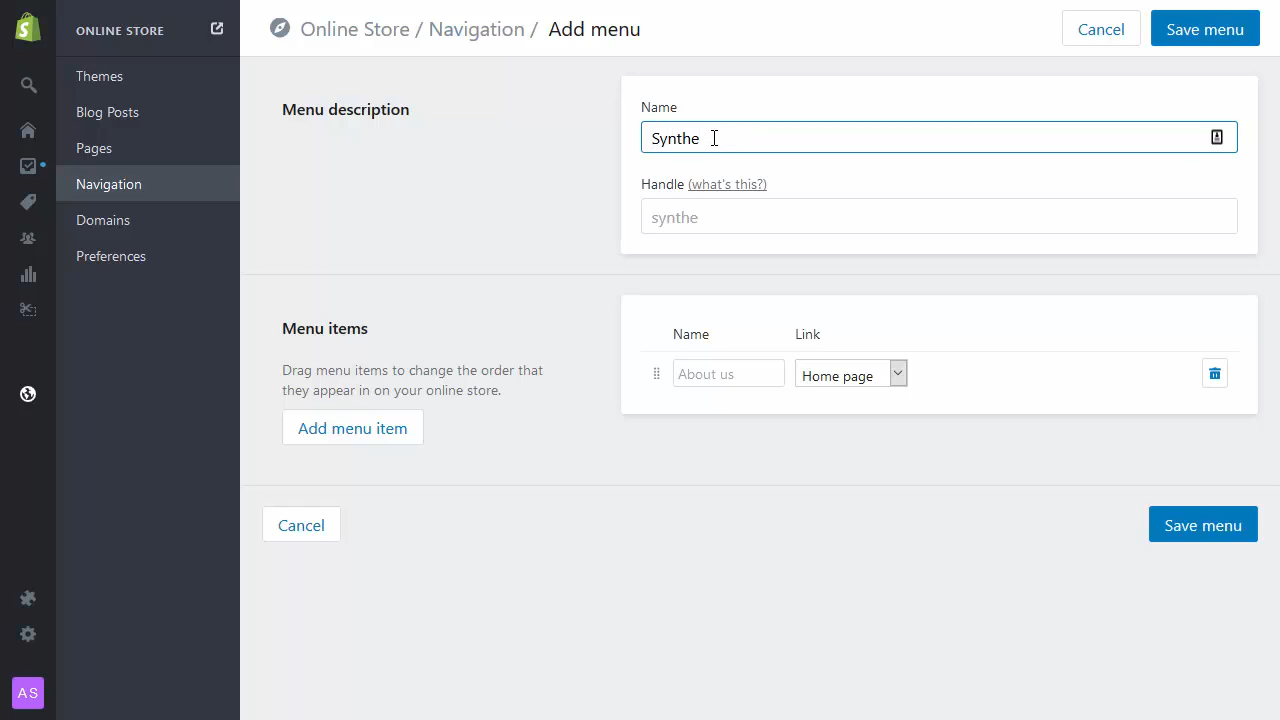 ONLINE STORE
Online Store / Navigation / Add menu
Cancel
Save menu
Themes
Blog Posts
Pages
Navigation
Domains
Preferences
Menu description
Name
Synthe
Handle (what's this?)
synthe
Menu items
Drag menu items to change the order that
they appear in on your online store.
Add menu item
Name Link
About us Home page
Cancel
Save menu
AS